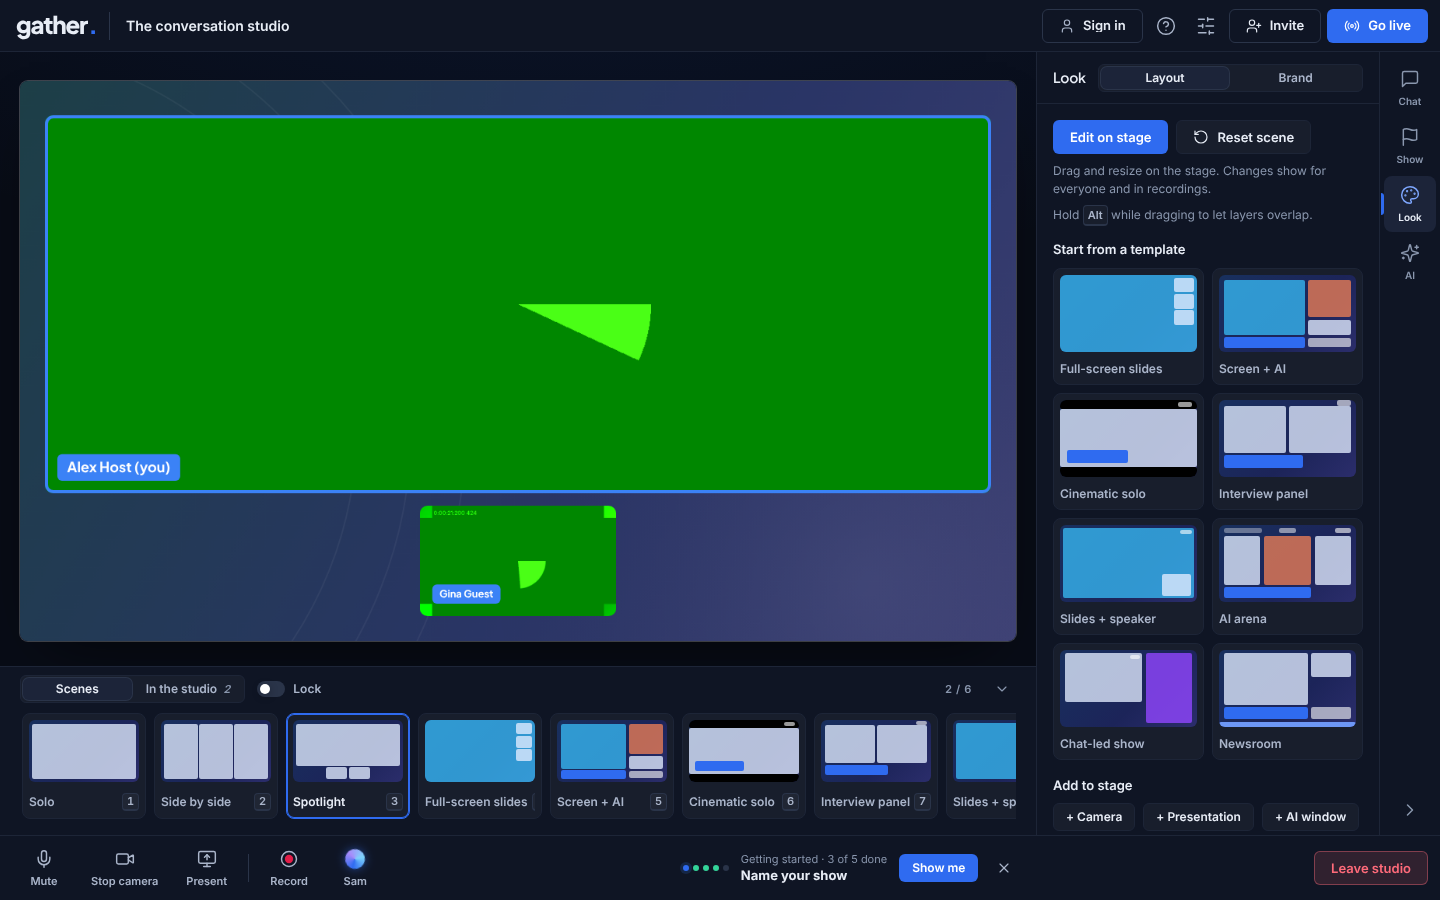 gather.
The conversation studio
Sign in
Invite
Go live
Look
Layout
Brand
Chat
Show
Look
AI
Edit on stage
Reset scene
Drag and resize on the stage. Changes show for
everyone and in recordings.
Hold Alt while dragging to let layers overlap.
Start from a template
Full-screen slides
Screen + AI
Cinematic solo
Interview panel
Slides + speaker
AI arena
Chat-led show
Newsroom
Add to stage
+ Camera
+ Presentation
+ AI window
Alex Host (you)
Gina Guest
Scenes
In the studio 2
Lock
2 / 6
Solo 1
Side by side 2
Spotlight 3
Full-screen slides
Screen + AI 5
Cinematic solo 6
Interview panel 7
Slides + sp
Mute
Stop camera
Present
Record
Sam
Getting started · 3 of 5 done
Name your show
Show me
Leave studio